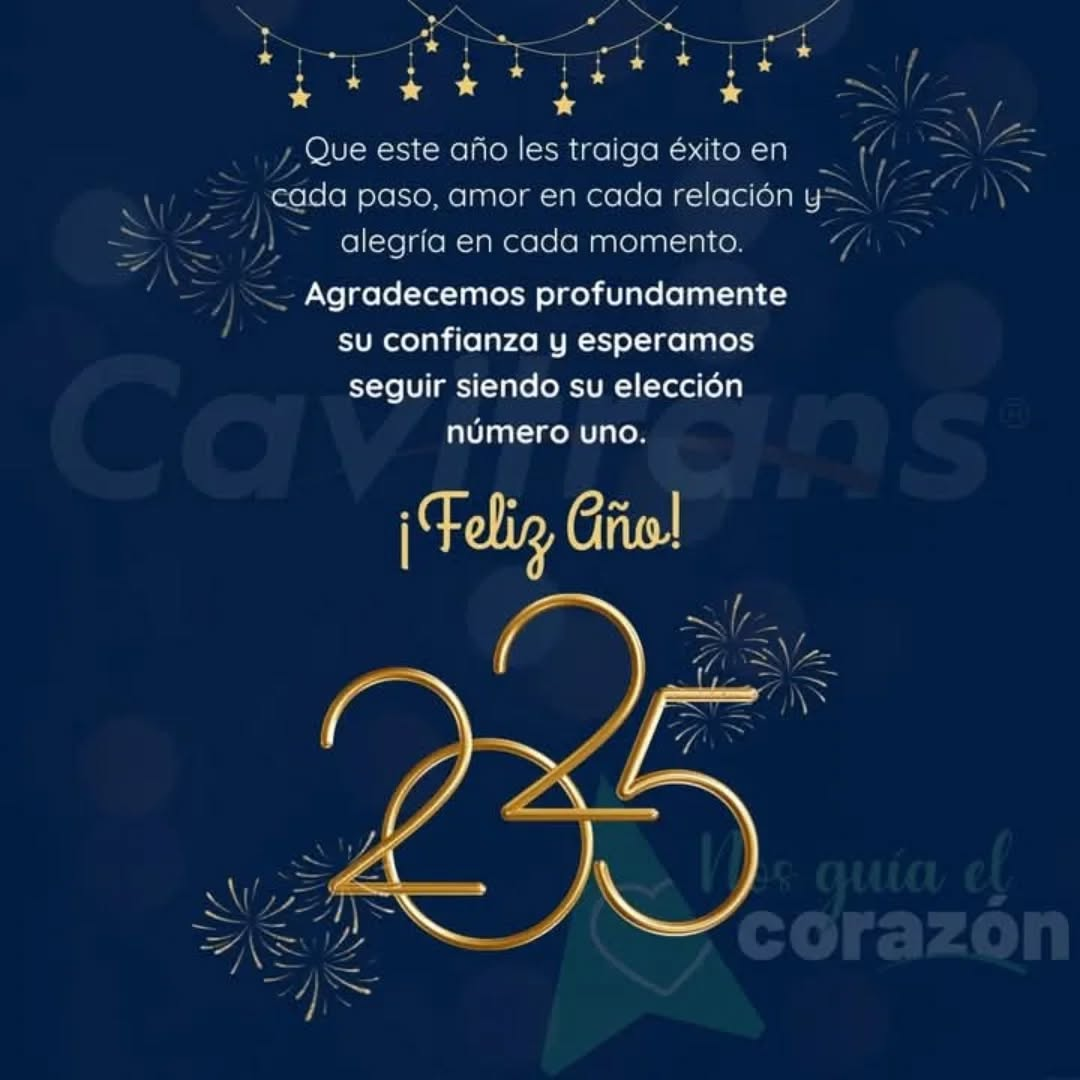 Que este año les traiga éxito en
cada paso, amor en cada relación y
alegría en cada momento.
Agradecemos profundamente
su confianza y esperamos
seguir siendo su elección
número uno.
Cavitrans®
¡Feliz Año!
2025
Nos guía el
corazón